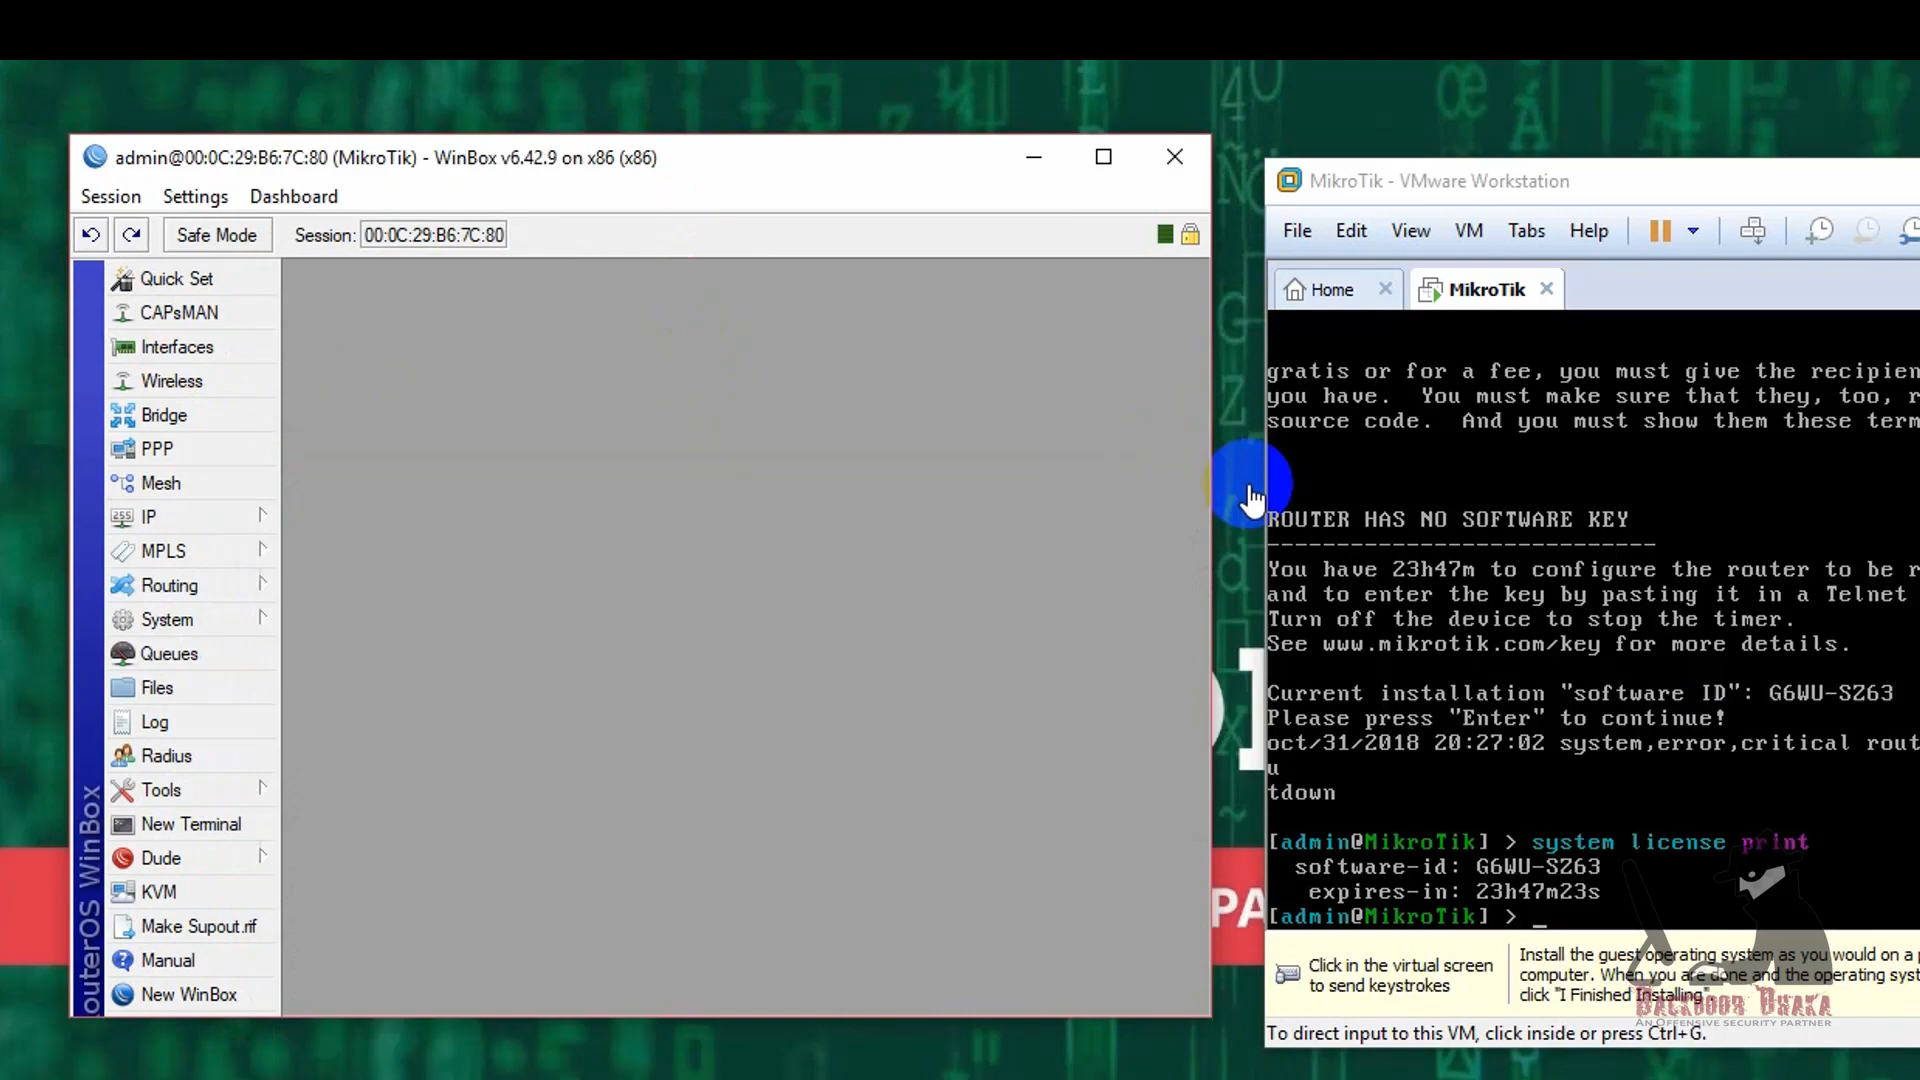 admin@00:0C:29:B6:7C:80 (MikroTik) - WinBox v6.42.9 on x86 (x86)
Session Settings Dashboard
Safe Mode Session: 00:0C:29:B6:7C:80
Quick Set
CAPsMAN
Interfaces
Wireless
Bridge
PPP
Mesh
IP
MPLS
Routing
System
Queues
Files
Log
Radius
Tools
New Terminal
Dude
KVM
Make Supout.rif
Manual
New WinBox
outerOS WinBox
MikroTik - VMware Workstation
File Edit View VM Tabs Help
Home MikroTik
gratis or for a fee, you must give the recipien
you have.  You must make sure that they, too, r
source code.  And you must show them these term
ROUTER HAS NO SOFTWARE KEY
----------------------------
You have 23h47m to configure the router to be r
and to enter the key by pasting it in a Telnet
Turn off the device to stop the timer.
See www.mikrotik.com/key for more details.
Current installation "software ID": G6WU-SZ63
Please press "Enter" to continue!
oct/31/2018 20:27:02 system,error,critical rout
u
tdown
[admin@MikroTik] > system license print
software-id: G6WU-SZ63
expires-in: 23h47m23s
[admin@MikroTik] > _
Click in the virtual screen
to send keystrokes
Install the guest operating system as you would on a p
computer. When you are done and the operating syst
click "I Finished Installing".
To direct input to this VM, click inside or press Ctrl+G.
PA
BACKDOOR DHAKA
AN OFFENSIVE SECURITY PARTNER